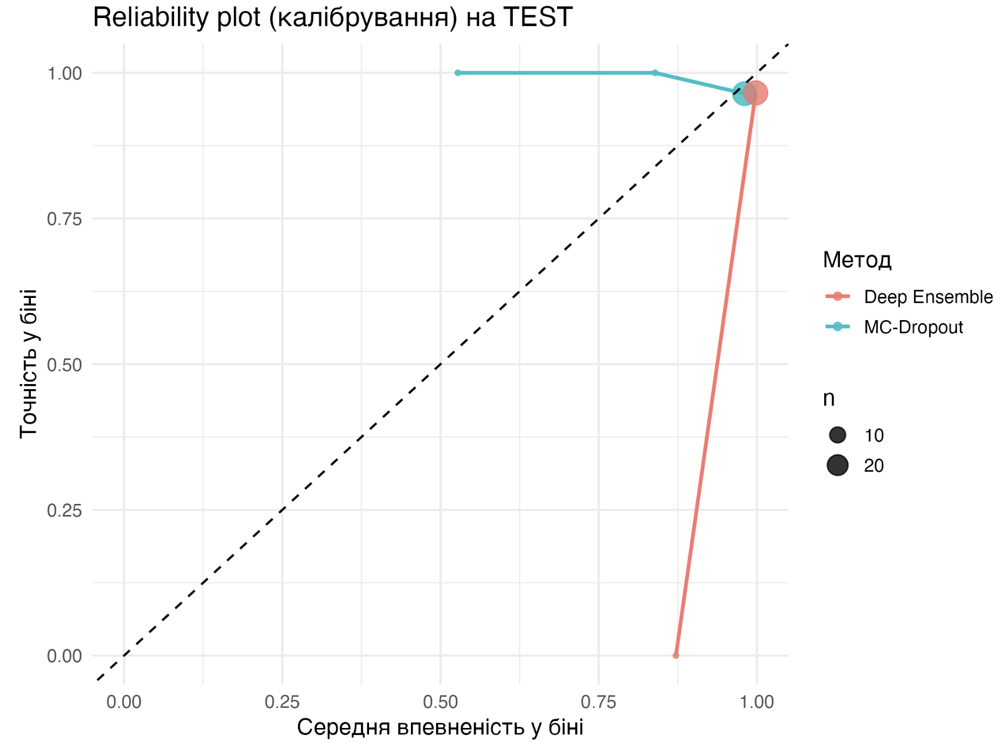 Reliability plot (калібрування) на TEST
1.00
0.75
0.50
0.25
0.00
Точність у біні
0.00 0.25 0.50 0.75 1.00
Середня впевненість у біні
Метод
Deep Ensemble
MC-Dropout
n
10
20